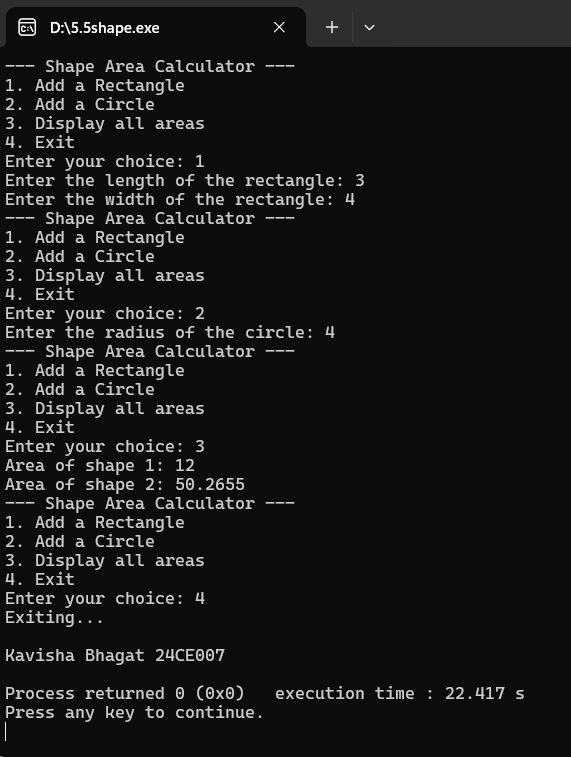 D:\5.5shape.exe
--- Shape Area Calculator ---
1. Add a Rectangle
2. Add a Circle
3. Display all areas
4. Exit
Enter your choice: 1
Enter the length of the rectangle: 3
Enter the width of the rectangle: 4
--- Shape Area Calculator ---
1. Add a Rectangle
2. Add a Circle
3. Display all areas
4. Exit
Enter your choice: 2
Enter the radius of the circle: 4
--- Shape Area Calculator ---
1. Add a Rectangle
2. Add a Circle
3. Display all areas
4. Exit
Enter your choice: 3
Area of shape 1: 12
Area of shape 2: 50.2655
--- Shape Area Calculator ---
1. Add a Rectangle
2. Add a Circle
3. Display all areas
4. Exit
Enter your choice: 4
Exiting...
Kavisha Bhagat 24CE007
Process returned 0 (0x0)   execution time : 22.417 s
Press any key to continue.